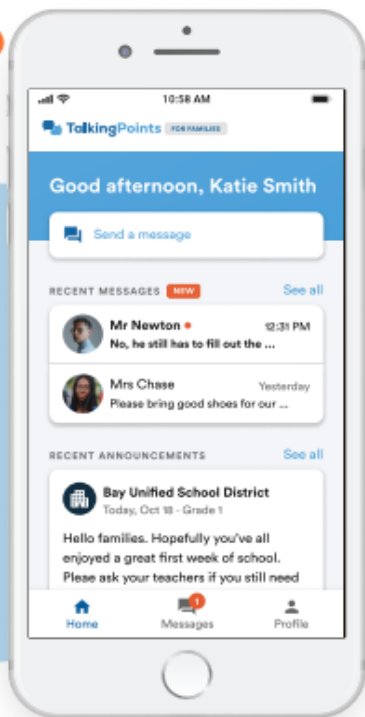 10:58 AM
TalkingPoints FOR FAMILIES
Good afternoon, Katie Smith
Send a message
RECENT MESSAGES NEW See all
Mr Newton 12:31 PM
No, he still has to fill out the ...
Mrs Chase Yesterday
Please bring good shoes for our ...
RECENT ANNOUNCEMENTS See all
Bay Unified School District
Today, Oct 18 - Grade 1
Hello families. Hopefully you've all
enjoyed a great first week of school.
Please ask your teachers if you still need
1
Home Messages Profile